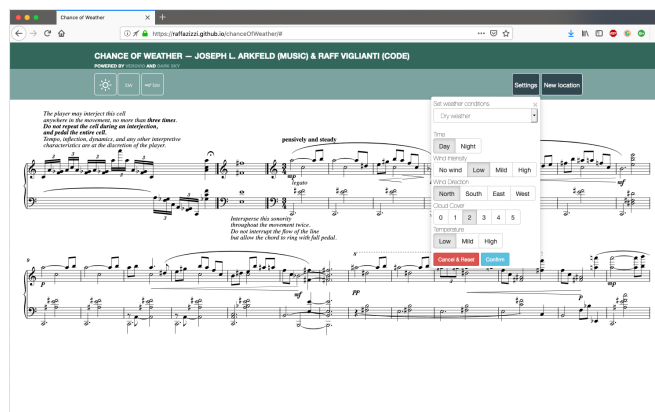 Chance of Weather
https://raffazizzi.github.io/chanceOfWeather/#
CHANCE OF WEATHER — JOSEPH L. ARKFELD (MUSIC) & RAFF VIGLIANTI (CODE)
POWERED BY VEROVIO AND DARK SKY
Settings
New location
Set weather conditions
Dry weather
Time
Day Night
Wind Intensity
No wind Low Mild High
Wind Direction
North South East West
Cloud Cover
0 1 2 3 4 5
Temperature
Low Mild High
Cancel & Reset Confirm
The player may interject this cell
anywhere in the movement, no more than three times.
Do not repeat the cell during an interjection,
and pedal the entire cell.
Tempo, inflection, dynamics, and any other interpretive
characteristics are at the discretion of the player.
pensively and steady
3 3 3
mp
legato
mf
3
Intersperse this sonority
throughout the movement twice.
Do not interrupt the flow of the line
but allow the chord to ring with full pedal.
p
mf
pp
p
mp